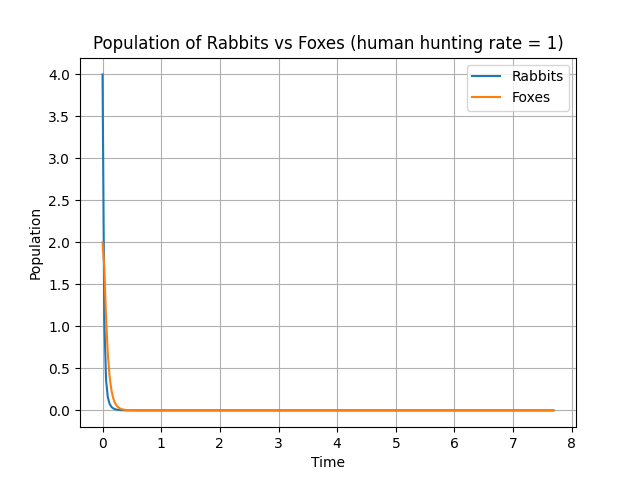 Population of Rabbits vs Foxes (human hunting rate = 1)
Rabbits
Foxes
4.0
3.5
3.0
2.5
2.0
1.5
1.0
0.5
0.0
Population
0 1 2 3 4 5 6 7 8
Time